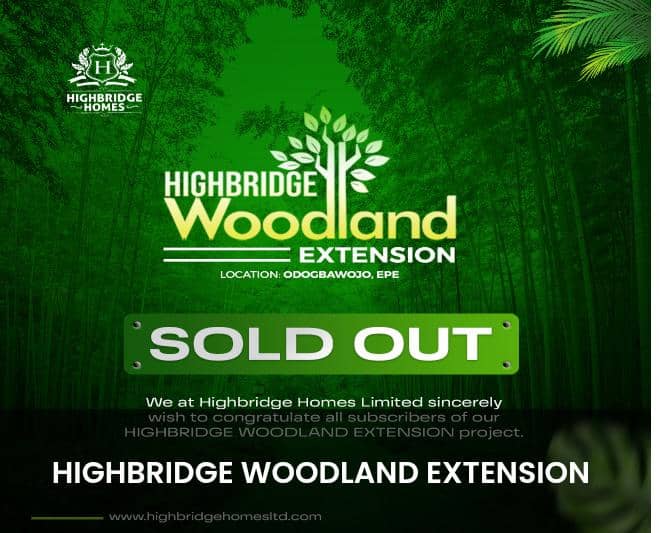 H
HIGHBRIDGE
HOMES
HIGHBRIDGE
Woodland
EXTENSION
LOCATION: ODOGBAWOJO, EPE
SOLD OUT
We at Highbridge Homes Limited sincerely
wish to congratulate all subscribers of our
HIGHBRIDGE WOODLAND EXTENSION project.
HIGHBRIDGE WOODLAND EXTENSION
www.highbridgehomesltd.com